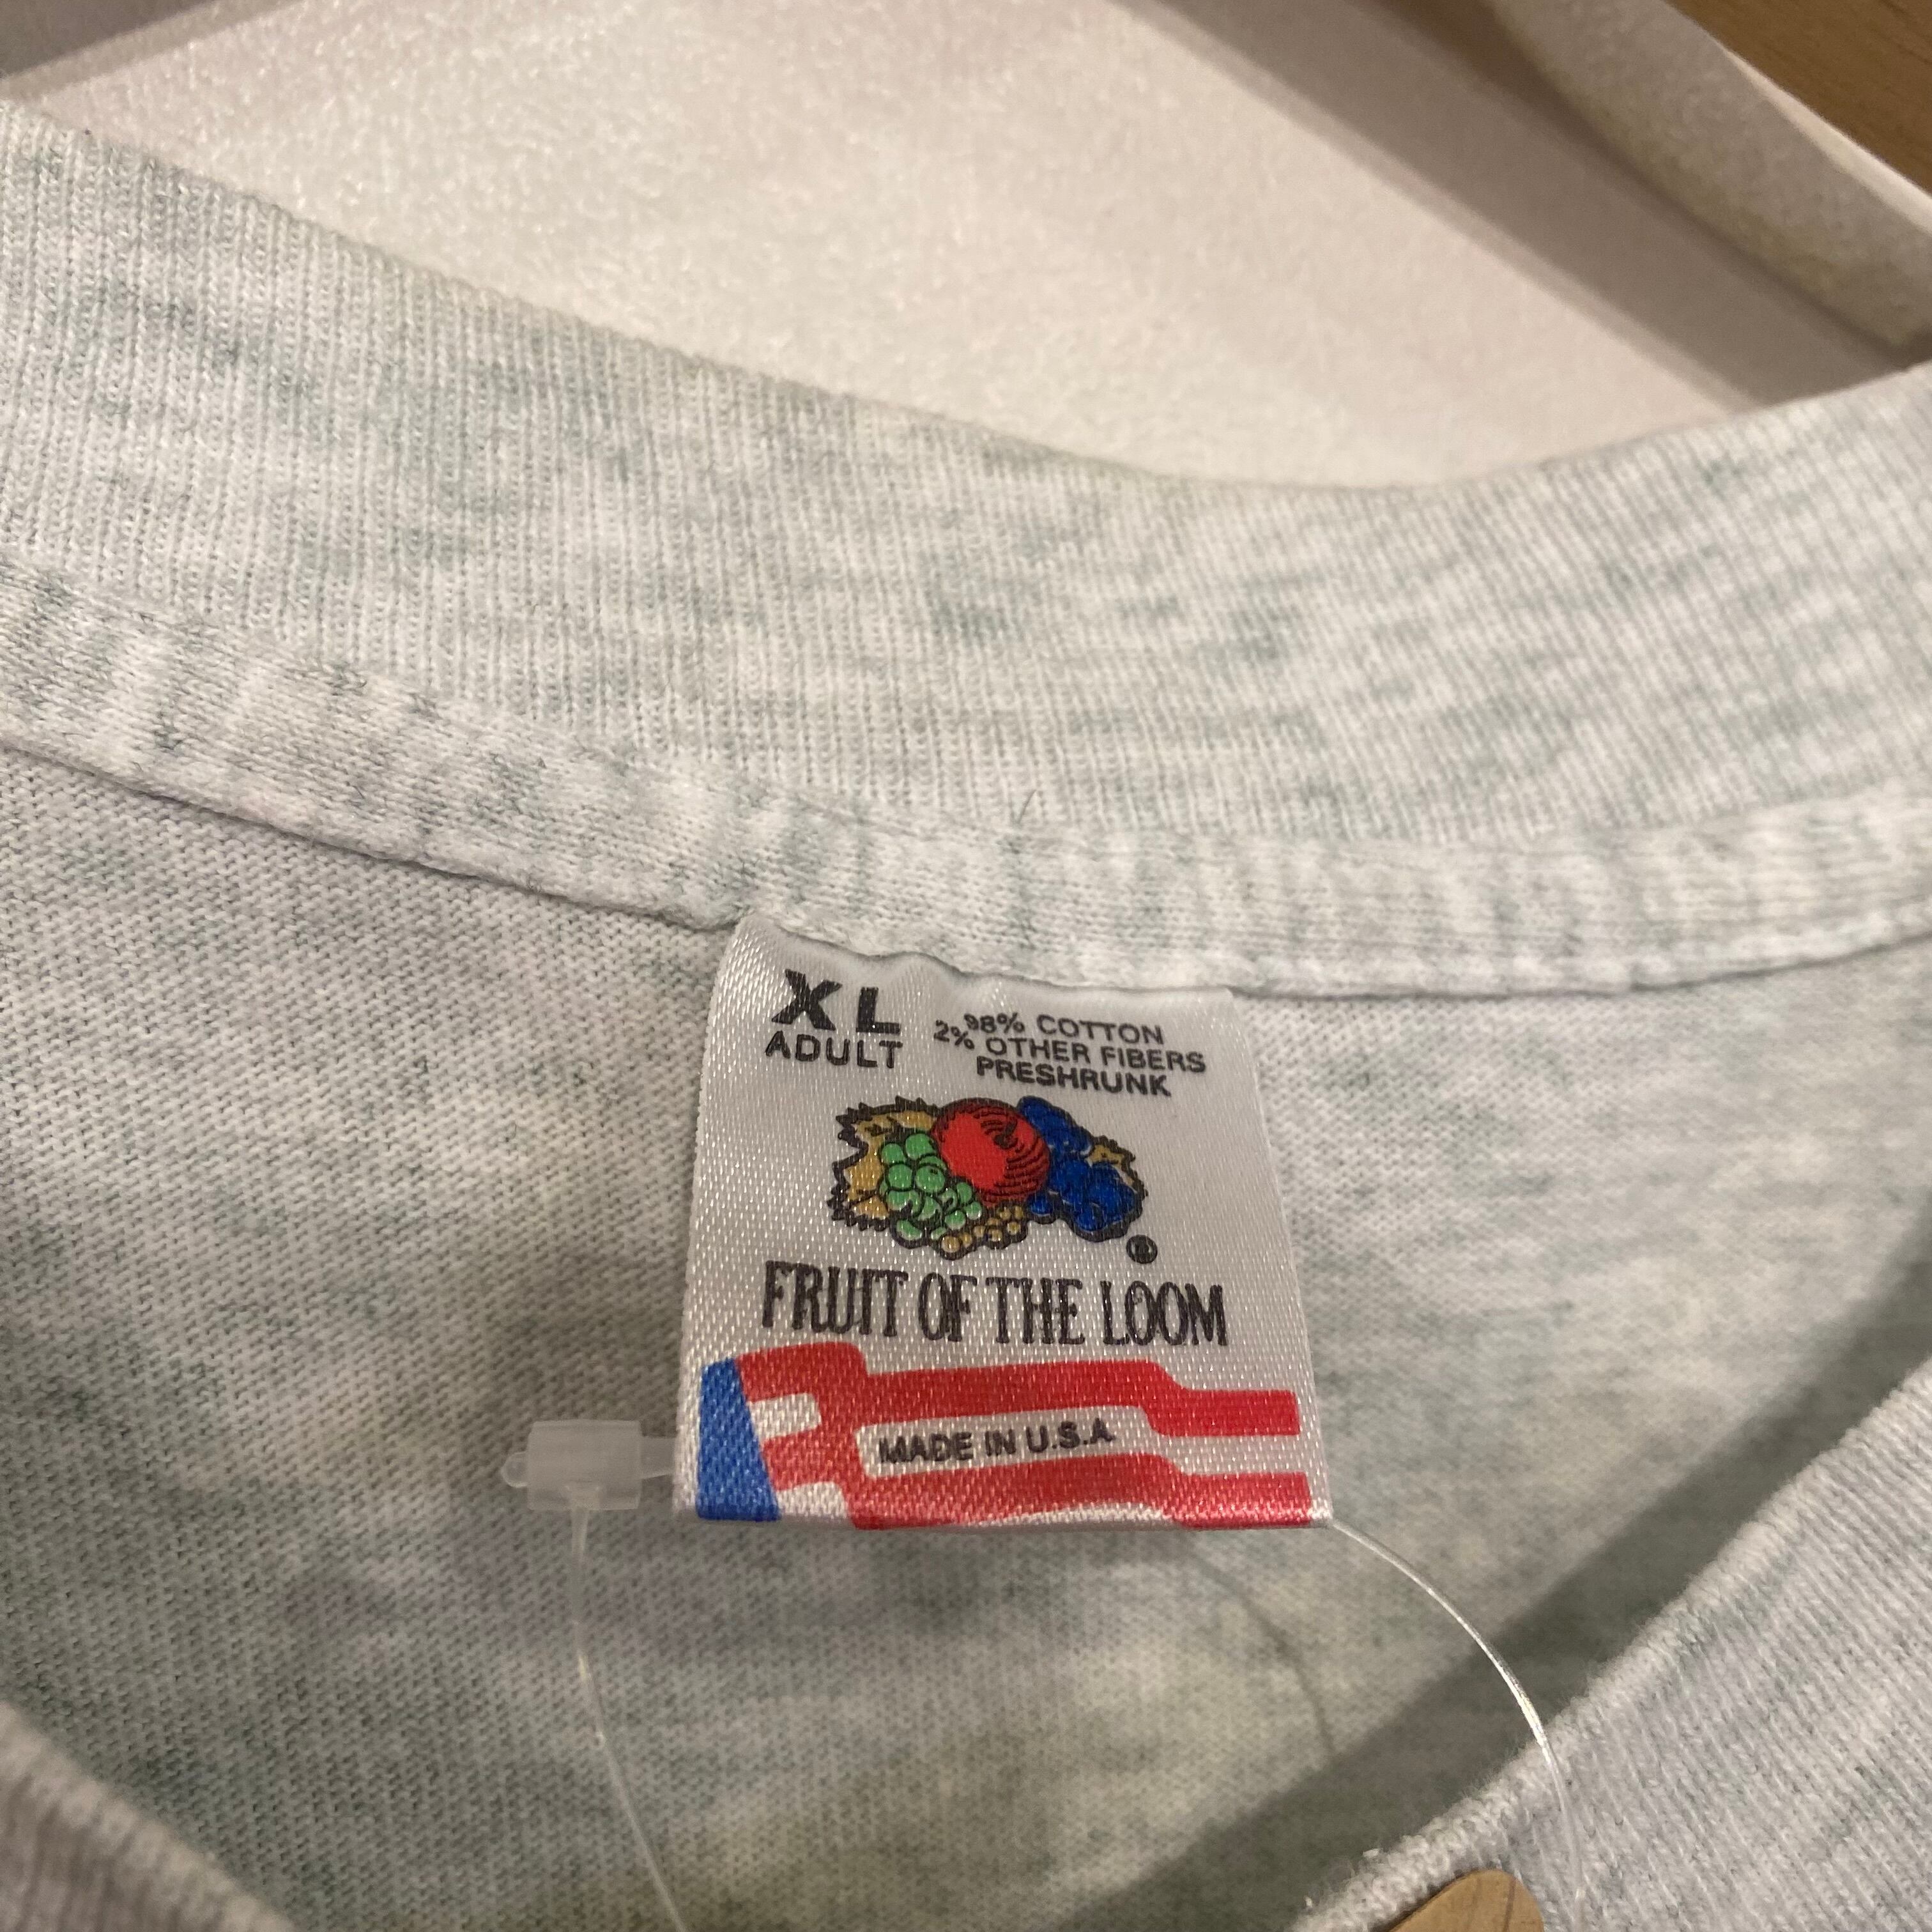 XL
ADULT
98% COTTON
2% OTHER FIBERS
PRESHRUNK
®
FRUIT OF THE LOOM
MADE IN U.S.A